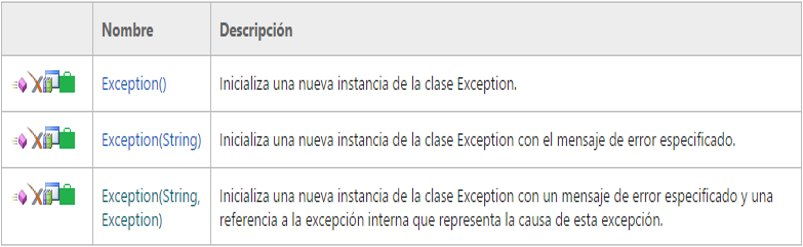 Nombre Descripción
Exception() Inicializa una nueva instancia de la clase Exception.
Exception(String) Inicializa una nueva instancia de la clase Exception con el mensaje de error especificado.
Exception(String, Inicializa una nueva instancia de la clase Exception con un mensaje de error especificado y una
Exception) referencia a la excepción interna que representa la causa de esta excepción.